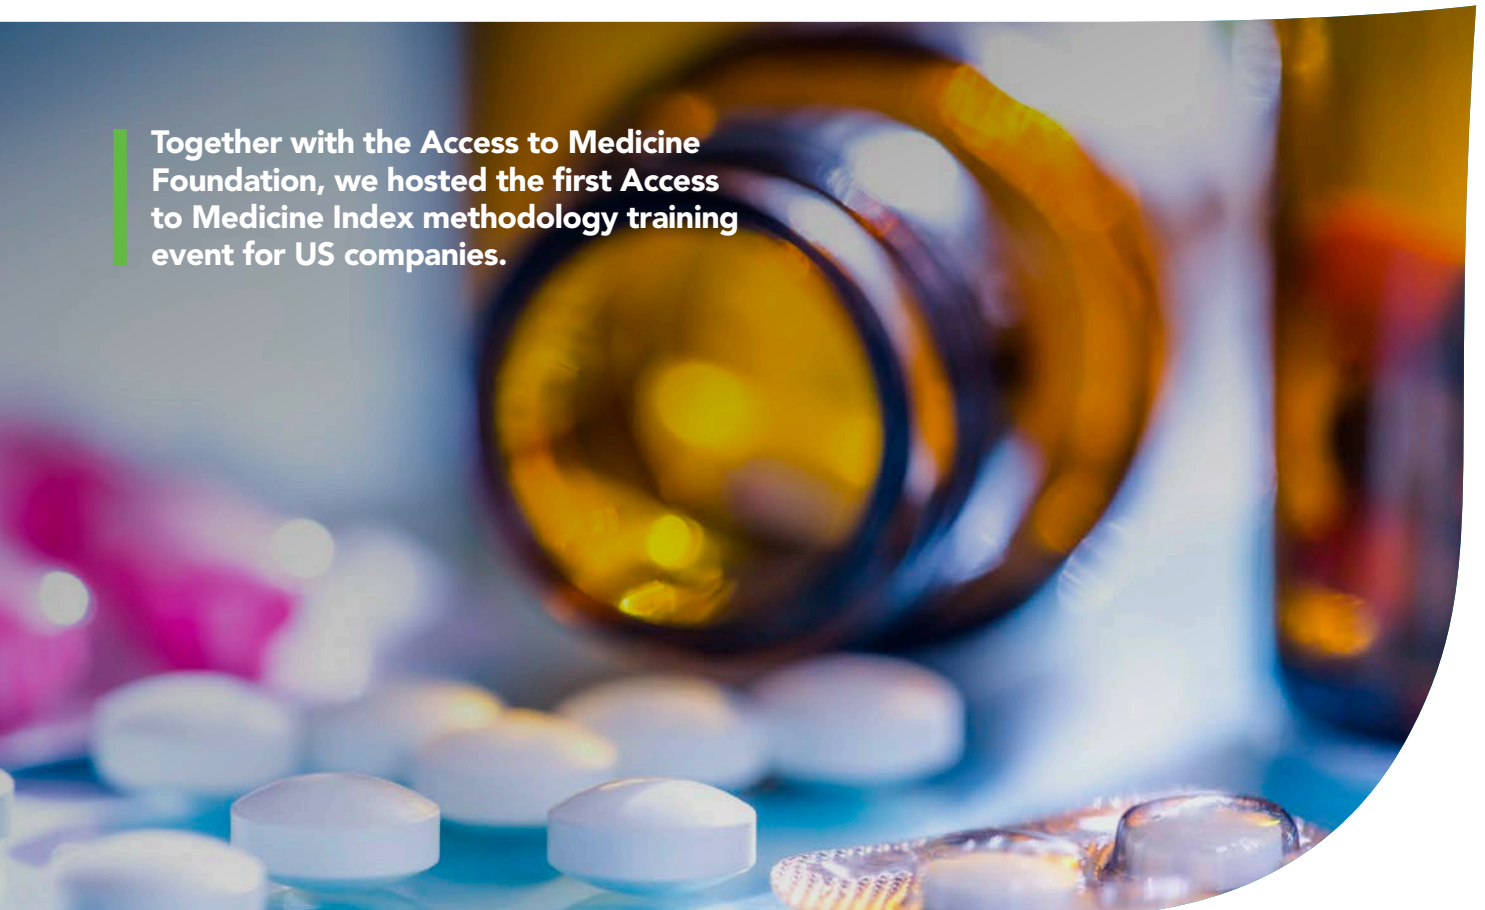 Together with the Access to Medicine
Foundation, we hosted the first Access
to Medicine Index methodology training
event for US companies.